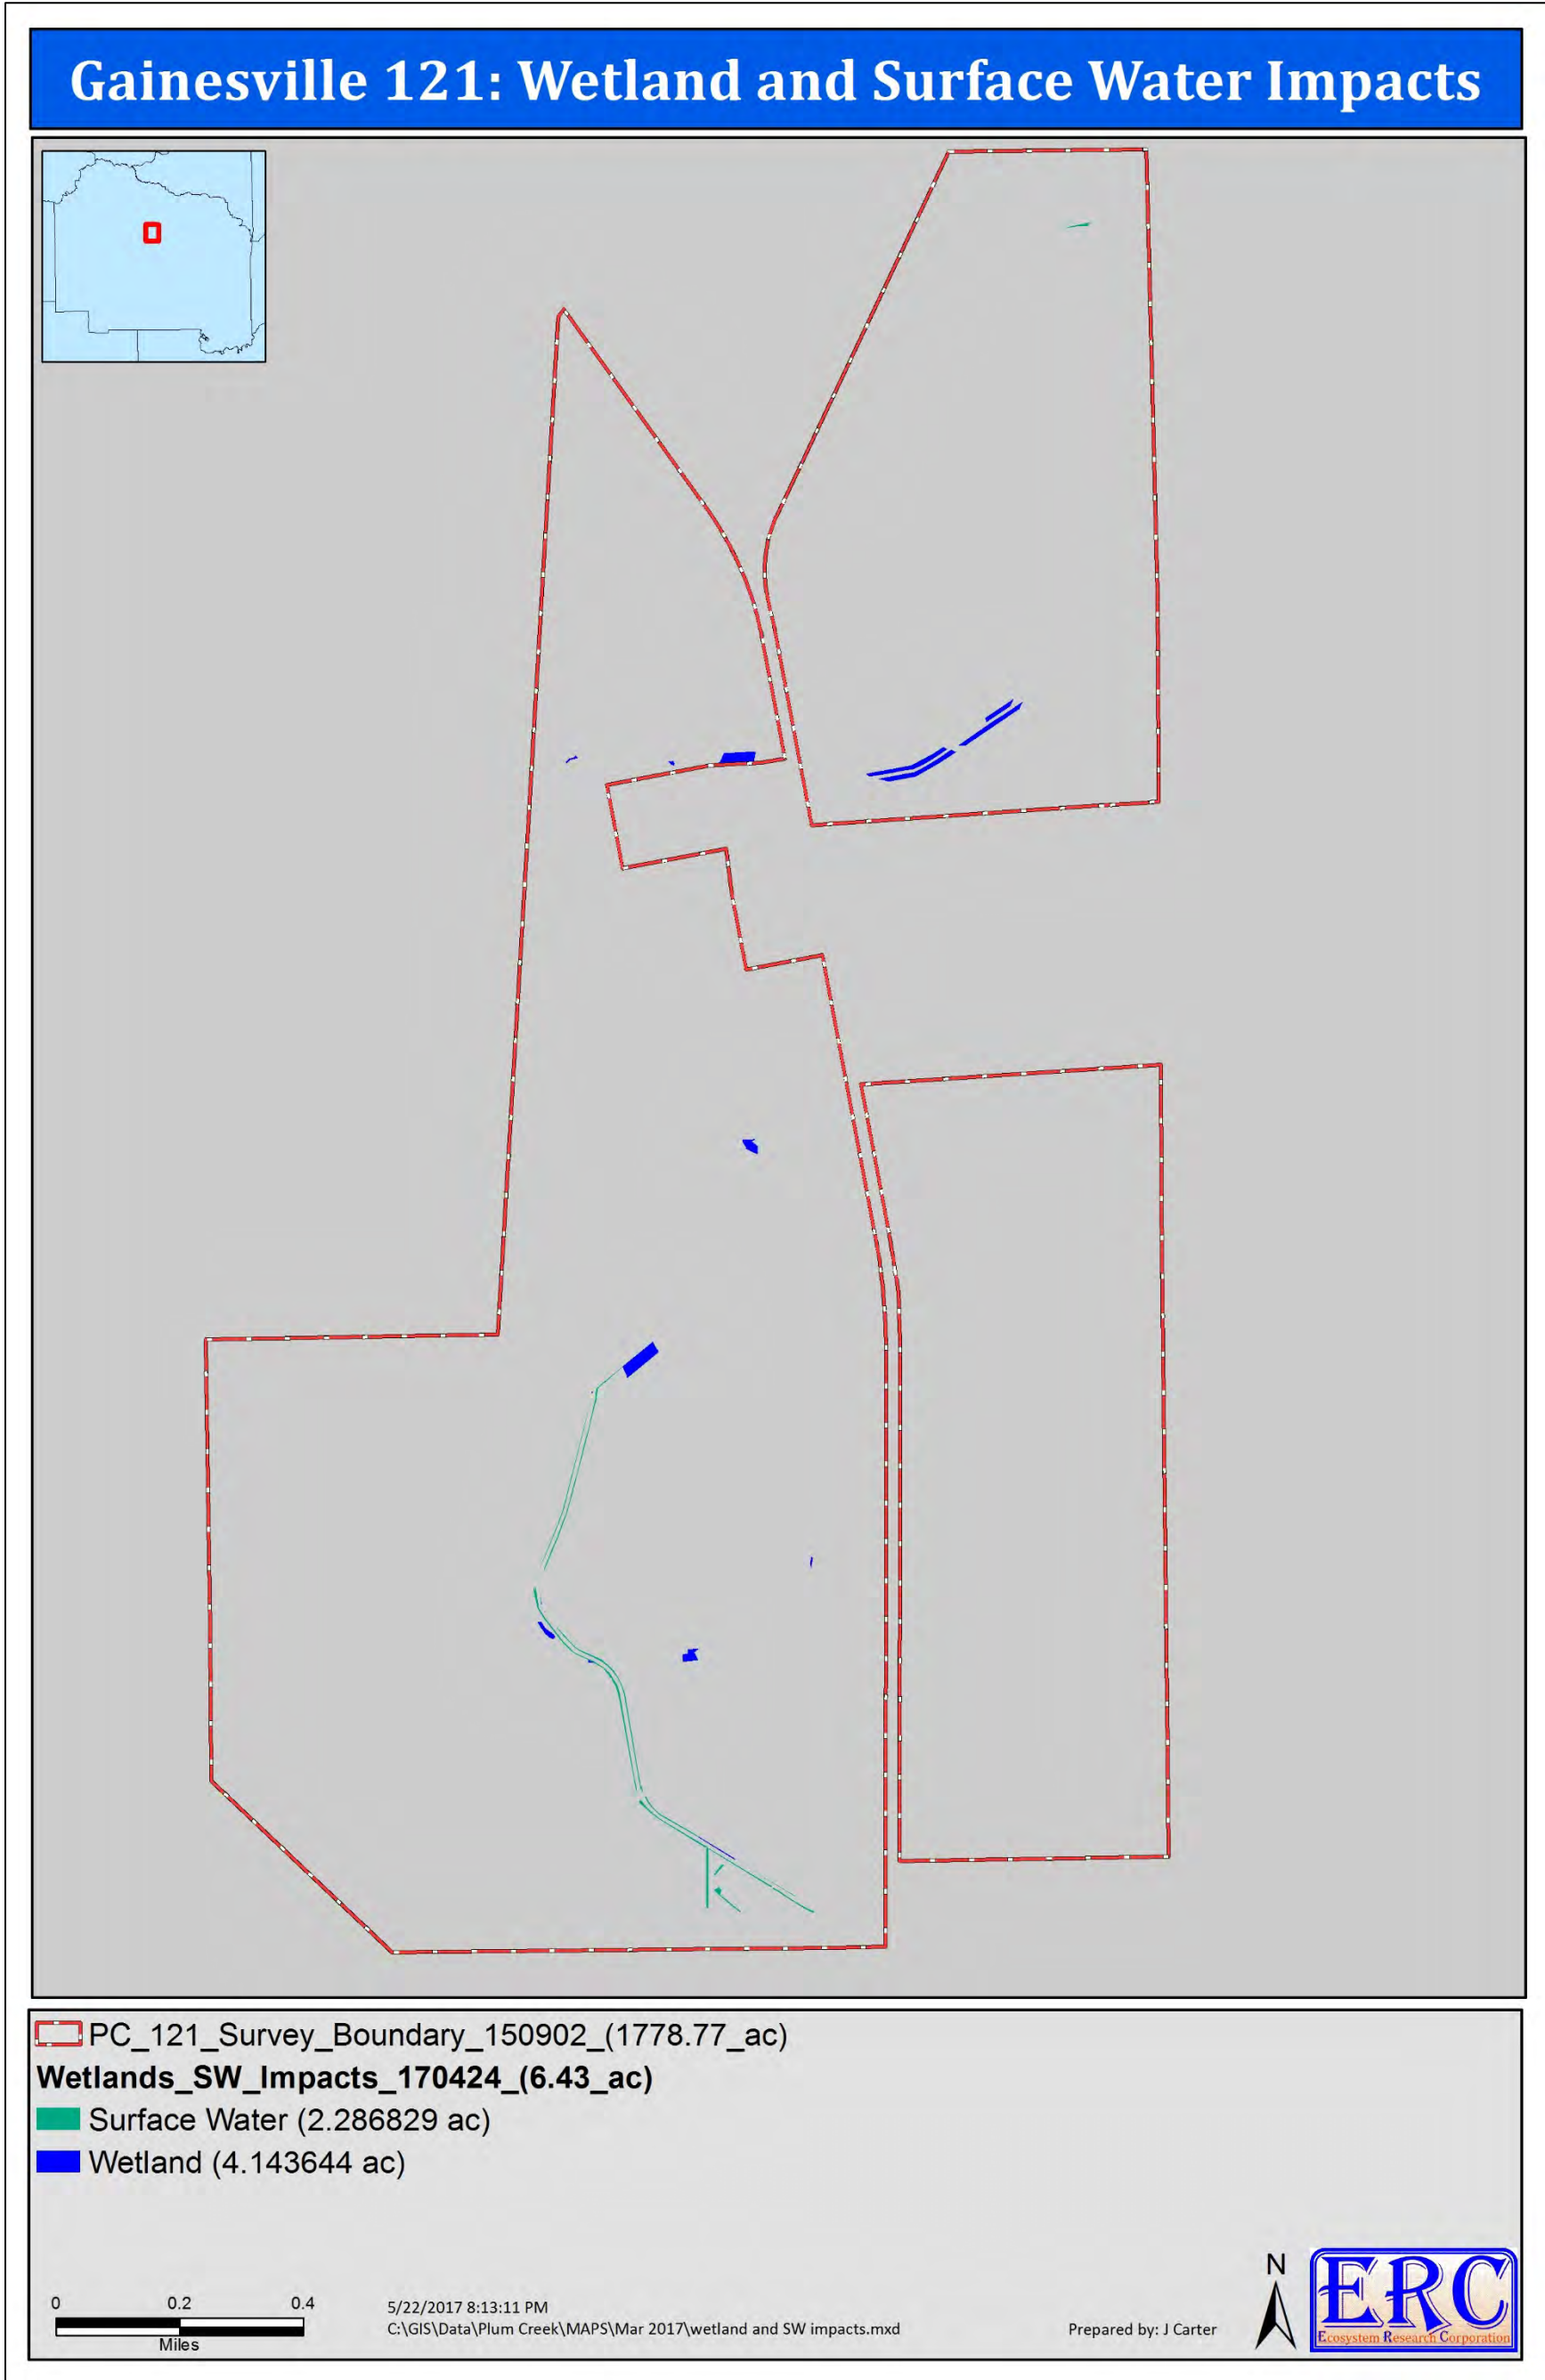 Gainesville 121: Wetland and Surface Water Impacts
PC_121_Survey_Boundary_150902_(1778.77_ac)
Wetlands_SW_Impacts_170424_(6.43_ac)
Surface Water (2.286829 ac)
Wetland (4.143644 ac)
0 0.2 0.4
Miles
5/22/2017 8:13:11 PM
C:\GIS\Data\Plum Creek\MAPS\Mar 2017\wetland and SW impacts.mxd
Prepared by: J Carter
N
ERC
Ecosystem Research Corporation